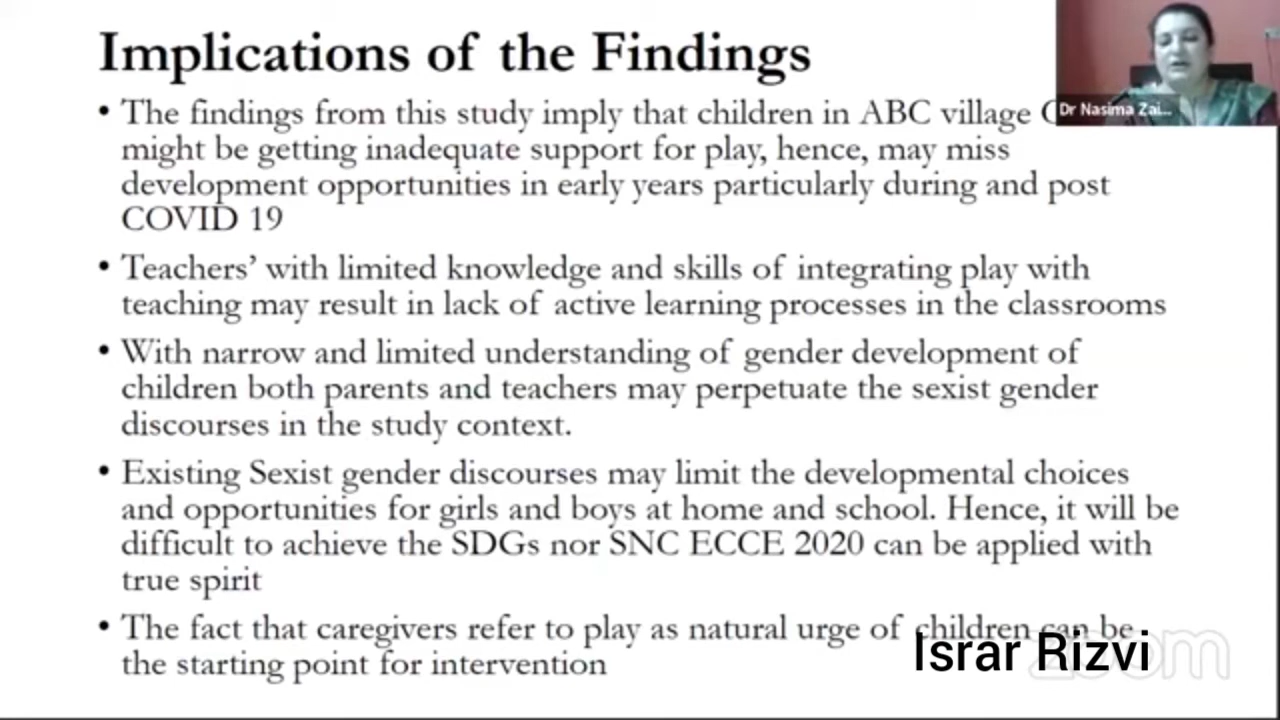 Implications of the Findings
Dr Nasima Zai...
• The findings from this study imply that children in ABC village
might be getting inadequate support for play, hence, may miss
development opportunities in early years particularly during and post
COVID 19
• Teachers’ with limited knowledge and skills of integrating play with
teaching may result in lack of active learning processes in the classrooms
• With narrow and limited understanding of gender development of
children both parents and teachers may perpetuate the sexist gender
discourses in the study context.
• Existing Sexist gender discourses may limit the developmental choices
and opportunities for girls and boys at home and school. Hence, it will be
difficult to achieve the SDGs nor SNC ECCE 2020 can be applied with
true spirit
• The fact that caregivers refer to play as natural urge of children can be
the starting point for intervention
Israr Rizvi
zoom